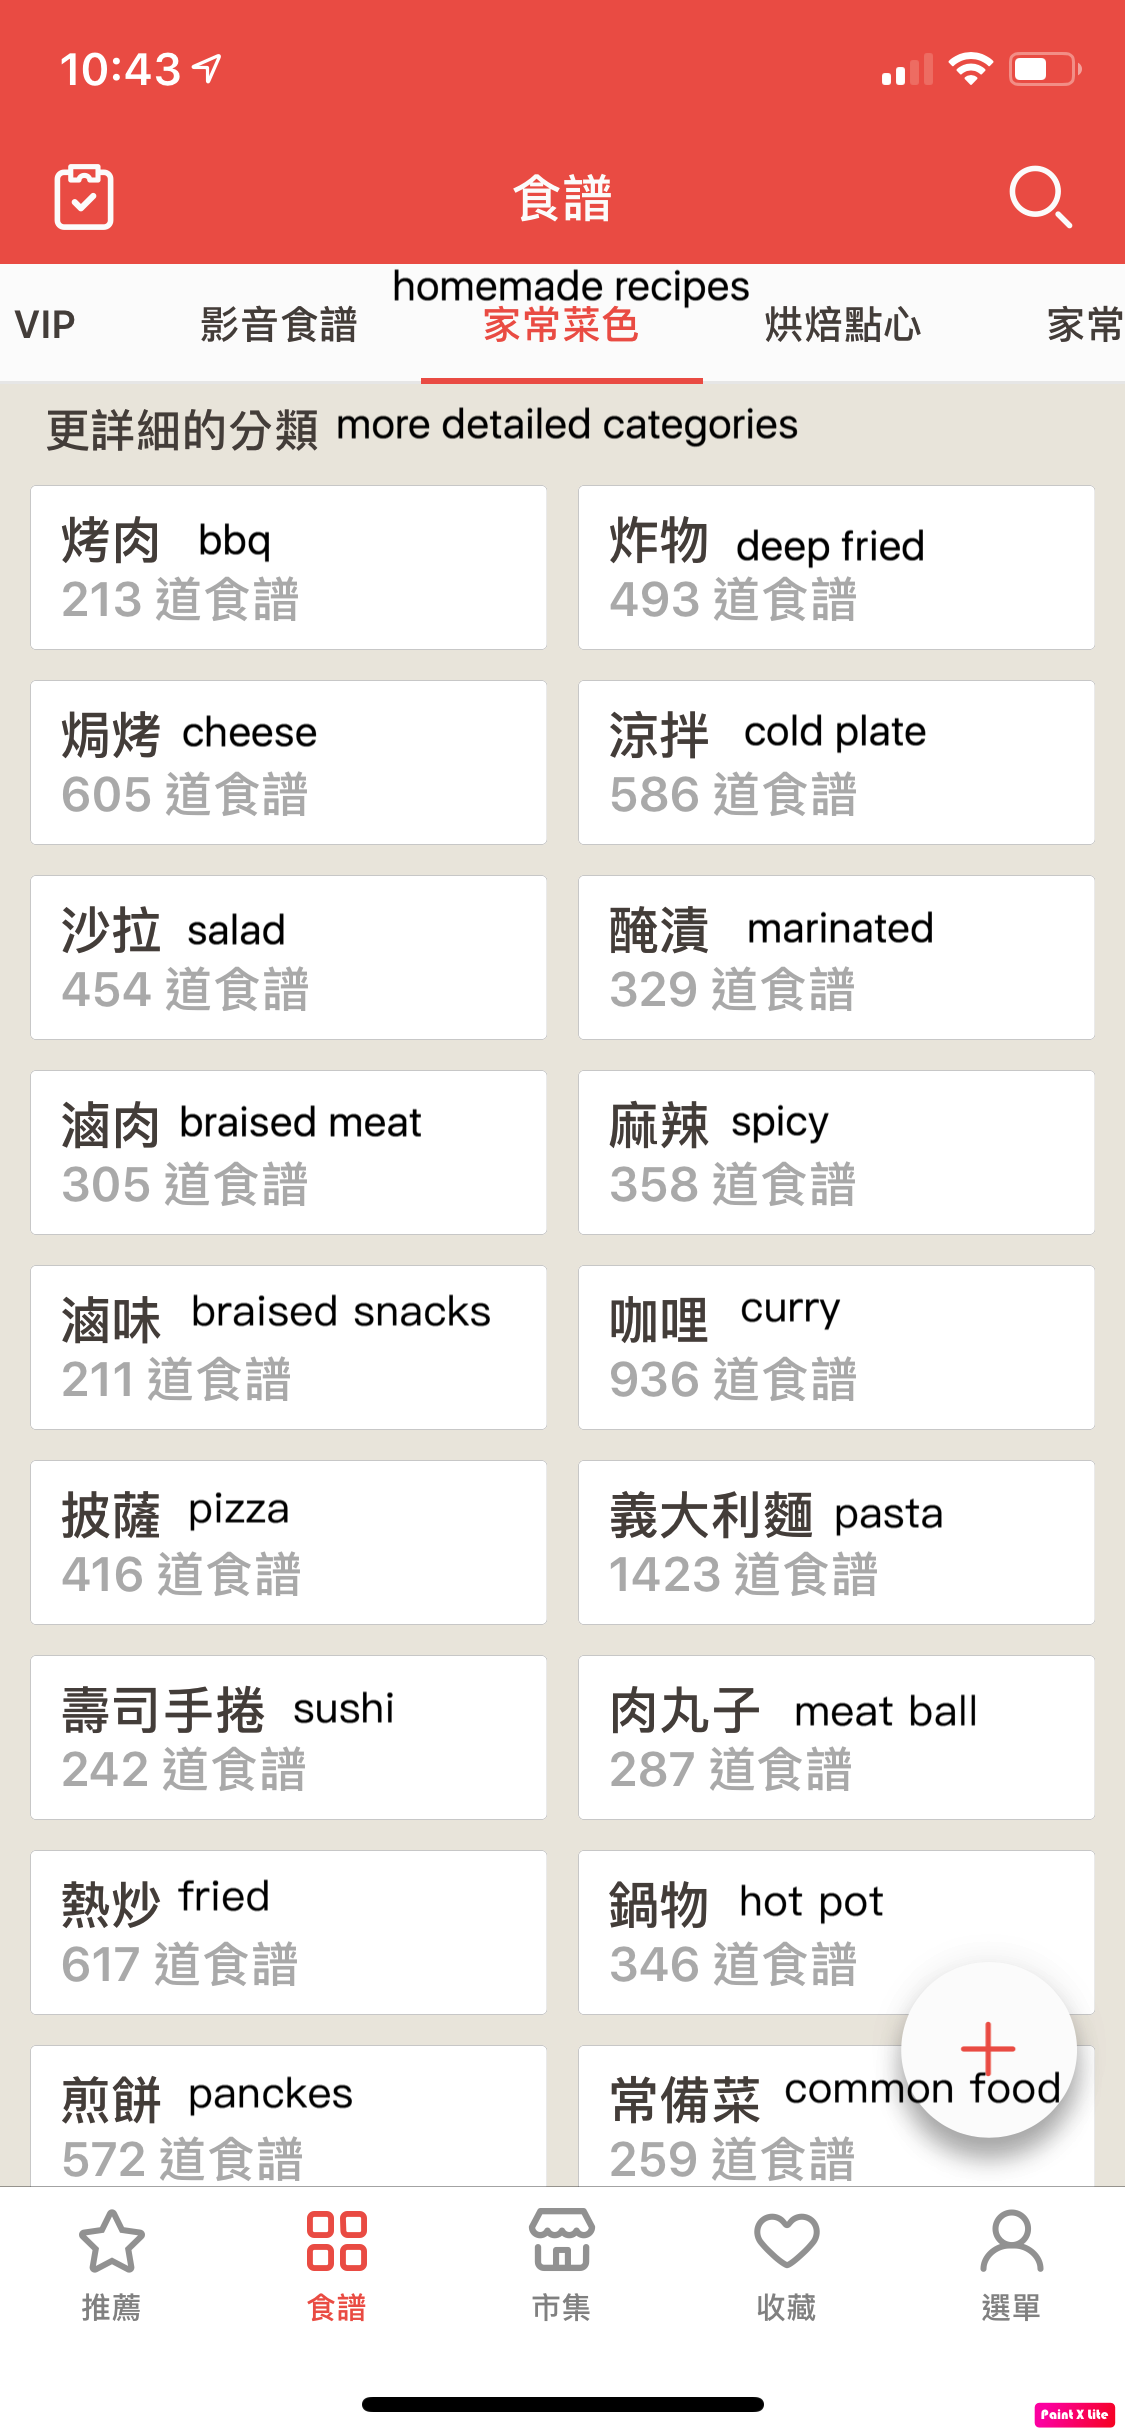 10:43
食譜
homemade recipes
VIP 影音食譜 家常菜色 烘焙點心 家常
更詳細的分類 more detailed categories
烤肉 bbq
213 道食譜
炸物 deep fried
493 道食譜
焗烤 cheese
605 道食譜
涼拌 cold plate
586 道食譜
沙拉 salad
454 道食譜
醃漬 marinated
329 道食譜
滷肉 braised meat
305 道食譜
麻辣 spicy
358 道食譜
滷味 braised snacks
211 道食譜
咖哩 curry
936 道食譜
披薩 pizza
416 道食譜
義大利麵 pasta
1423 道食譜
壽司手捲 sushi
242 道食譜
肉丸子 meat ball
287 道食譜
熱炒 fried
617 道食譜
鍋物 hot pot
346 道食譜
煎餅 panckes
572 道食譜
常備菜 common food
259 道食譜
推薦 食譜 市集 收藏 選單
Paint X Lite